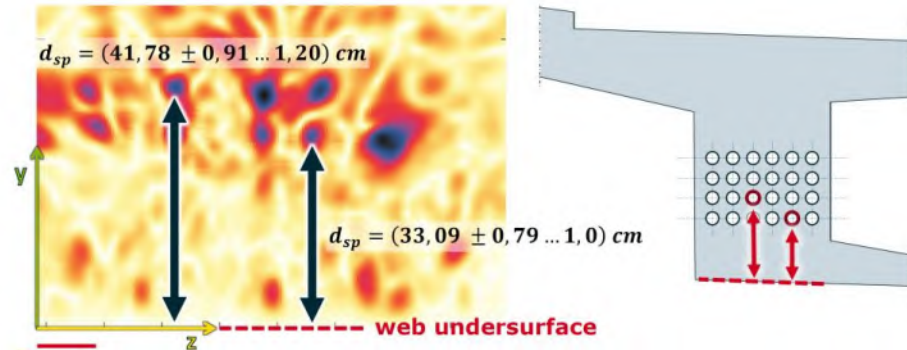 d_sp = (41,78 ± 0,91 … 1,20) cm
y
d_sp = (33,09 ± 0,79 … 1,0) cm
z
web undersurface